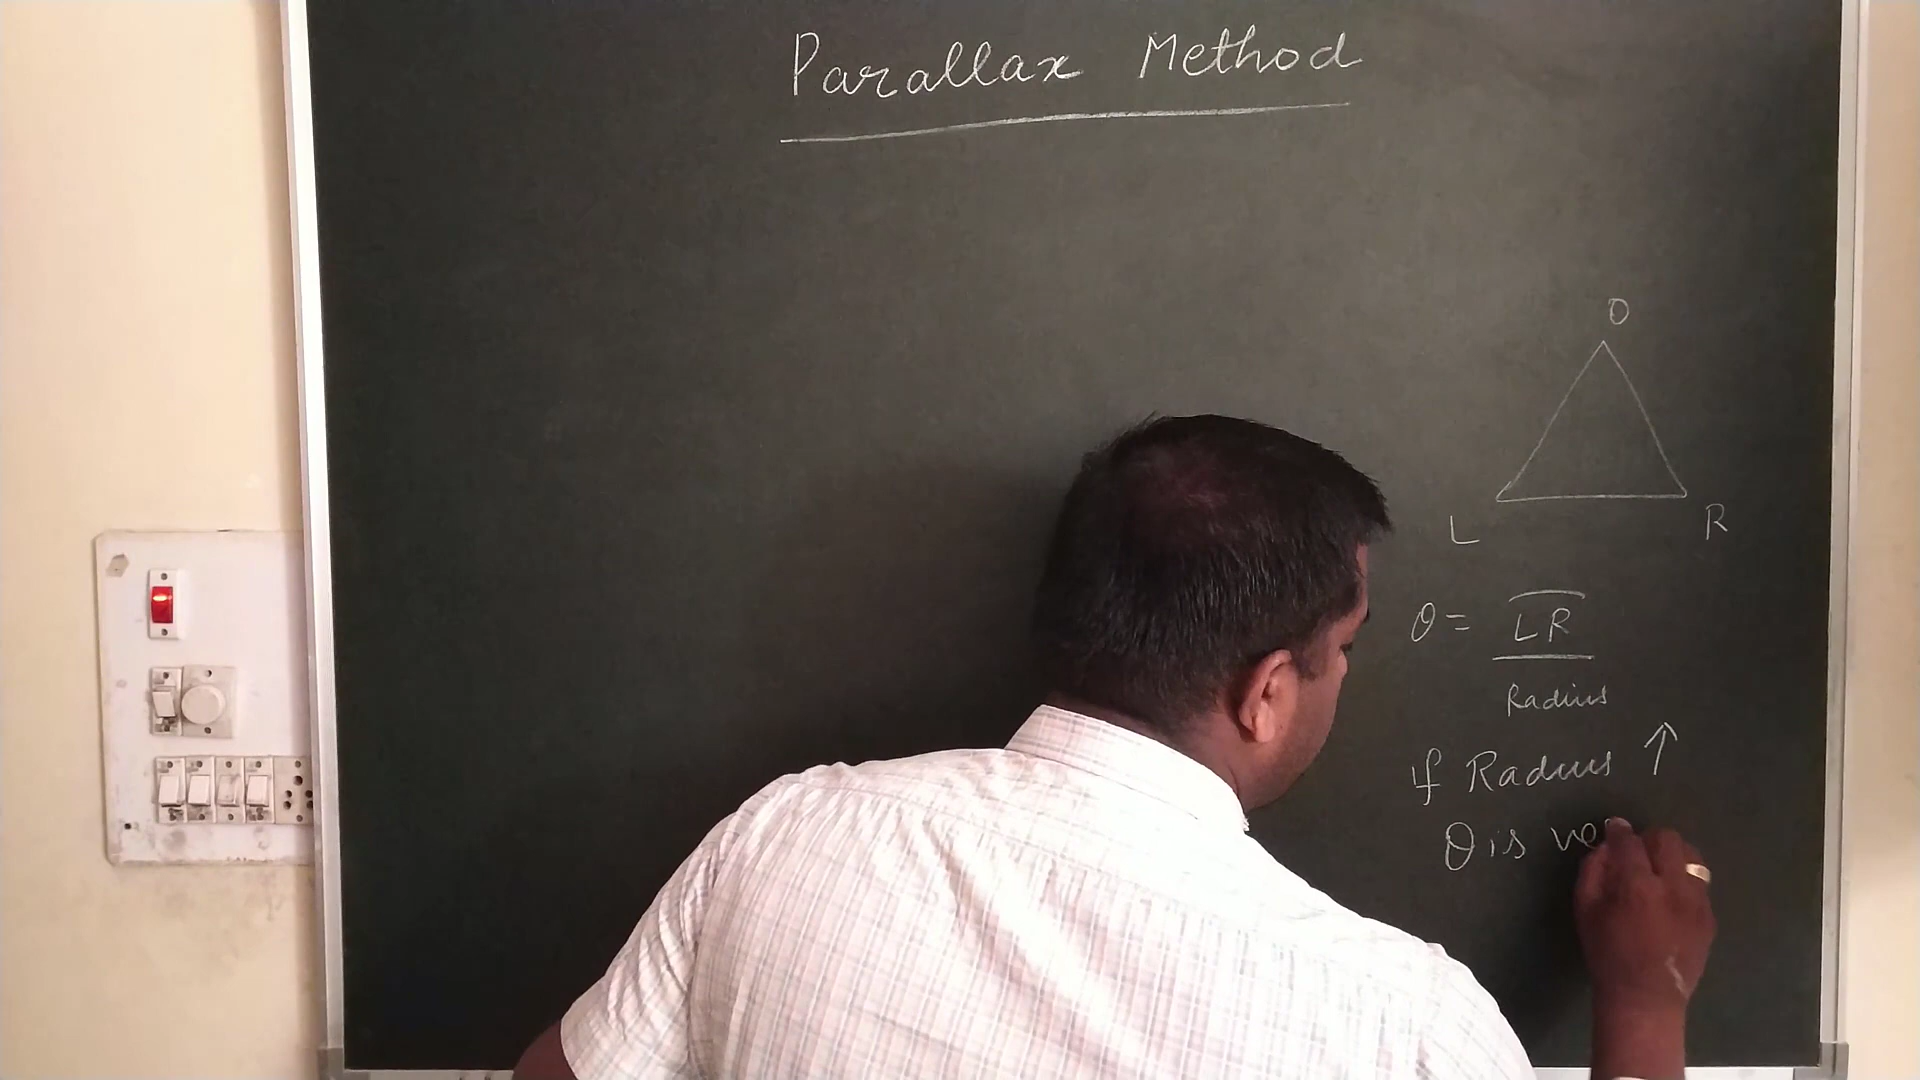 Parallax Method
O
L R
θ = LR
Radius
if Radius ↑
θ is